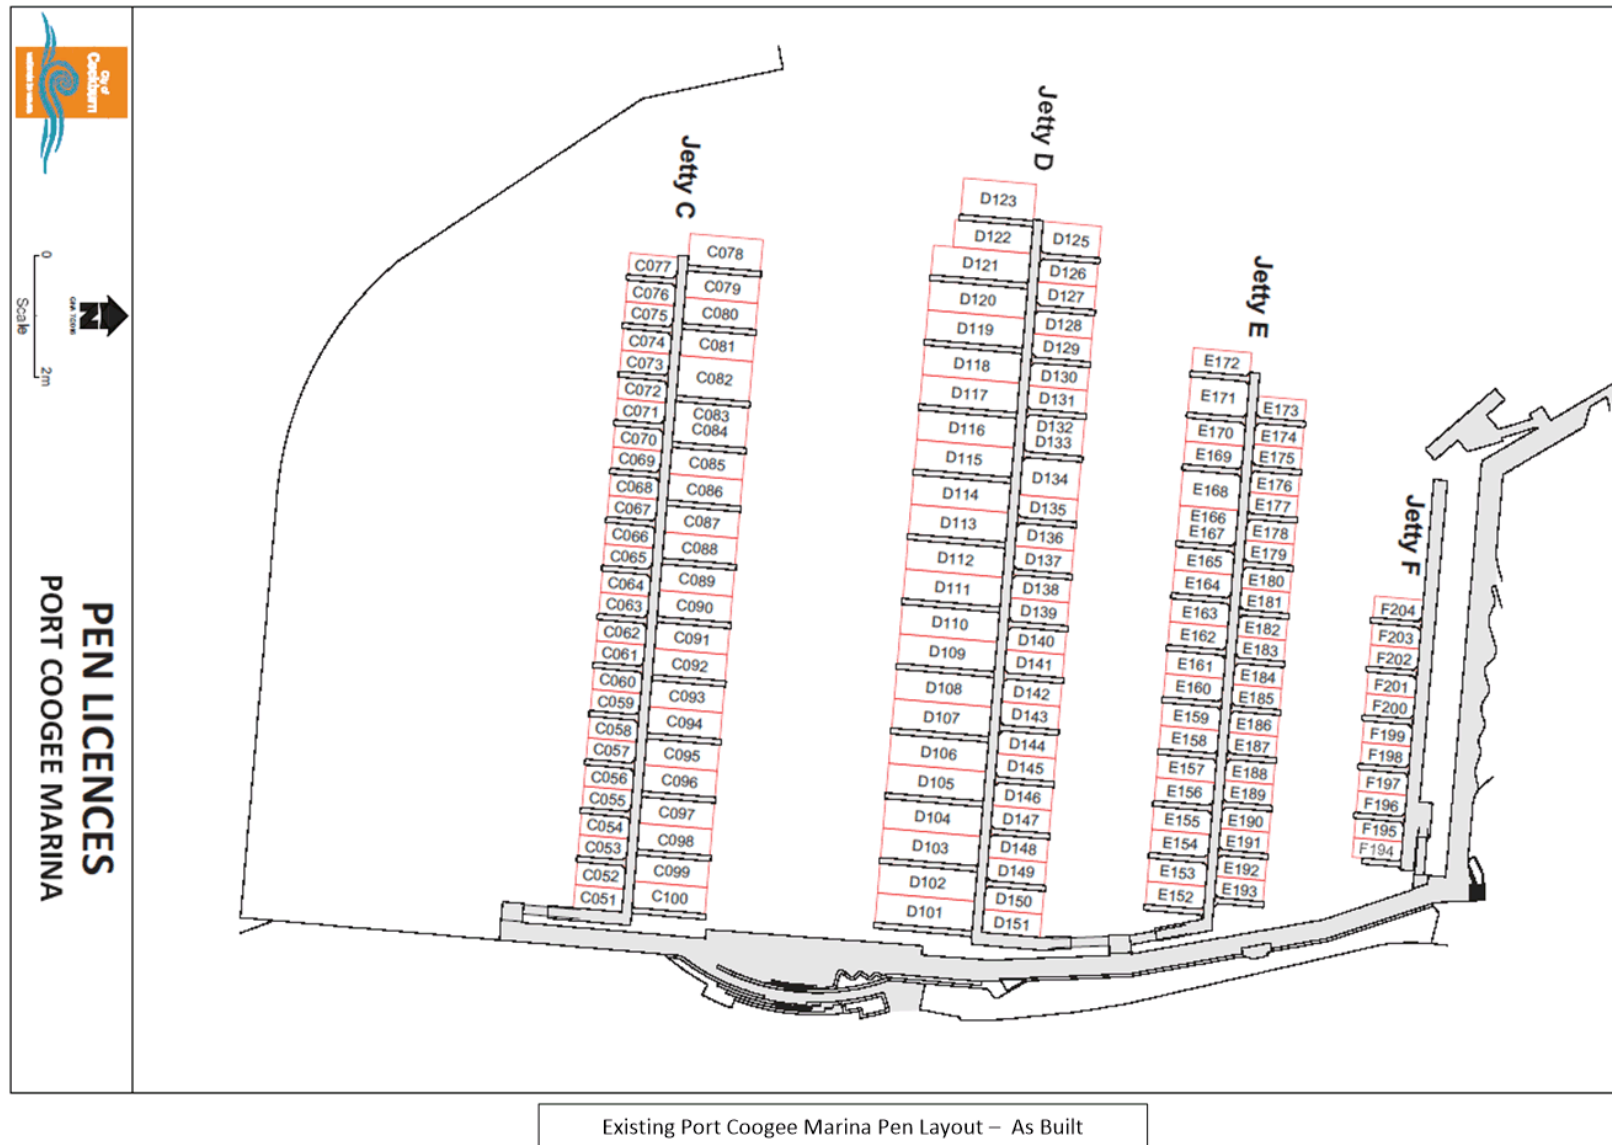 City of
Cockburn
0
2m
Scale
N
PEN LICENCES
PORT COOGEE MARINA
Jetty C
C077
C076
C075
C074
C073
C072
C071
C070
C069
C068
C067
C066
C065
C064
C063
C062
C061
C060
C059
C058
C057
C056
C055
C054
C053
C052
C051
C078
C079
C080
C081
C082
C083
C084
C085
C086
C087
C088
C089
C090
C091
C092
C093
C094
C095
C096
C097
C098
C099
C100
Jetty D
D123
D122
D121
D120
D119
D118
D117
D116
D115
D114
D113
D112
D111
D110
D109
D108
D107
D106
D105
D104
D103
D102
D101
D125
D126
D127
D128
D129
D130
D131
D132
D133
D134
D135
D136
D137
D138
D139
D140
D141
D142
D143
D144
D145
D146
D147
D148
D149
D150
D151
Jetty E
E172
E171
E170
E169
E168
E166
E167
E165
E164
E163
E162
E161
E160
E159
E158
E157
E156
E155
E154
E153
E152
E173
E174
E175
E176
E177
E178
E179
E180
E181
E182
E183
E184
E185
E186
E187
E188
E189
E190
E191
E192
E193
Jetty F
F204
F203
F202
F201
F200
F199
F198
F197
F196
F195
F194
Existing Port Coogee Marina Pen Layout – As Built